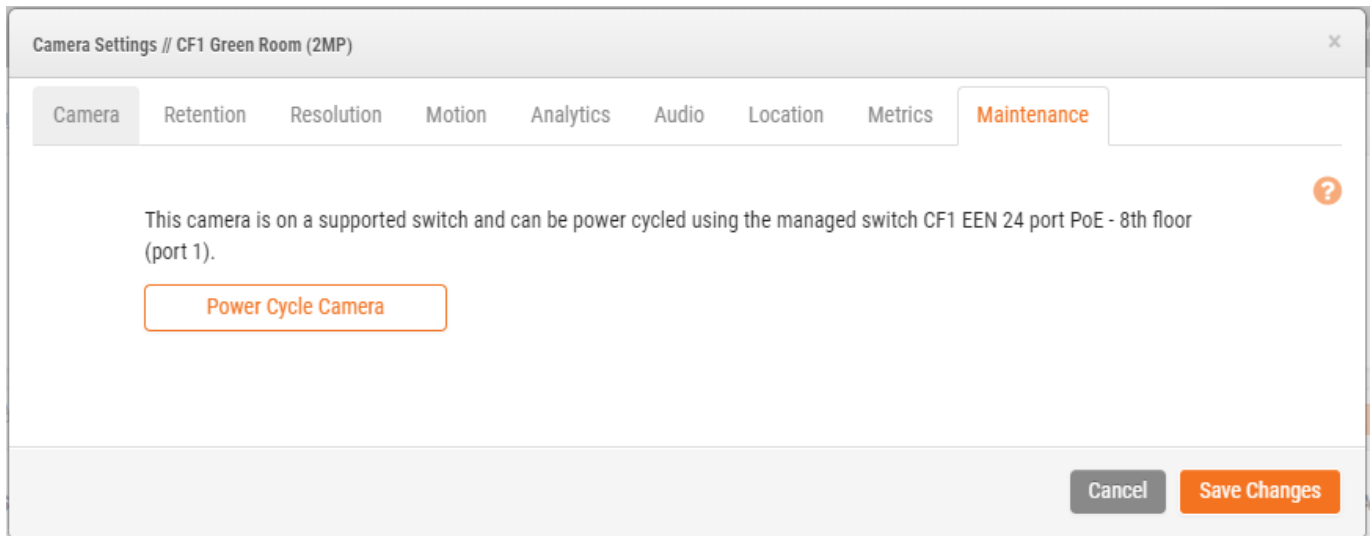 Camera Settings // CF1 Green Room (2MP)
×
Camera Retention Resolution Motion Analytics Audio Location Metrics Maintenance
?
This camera is on a supported switch and can be power cycled using the managed switch CF1 EEN 24 port PoE - 8th floor
(port 1).
Power Cycle Camera
Cancel Save Changes